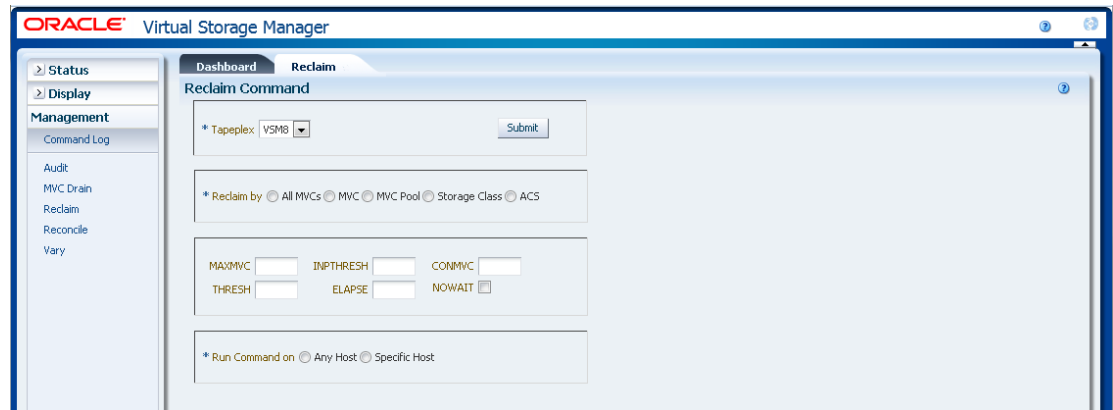 ORACLE® Virtual Storage Manager
Status
Display
Management
Command Log
Audit
MVC Drain
Reclaim
Reconcile
Vary
Dashboard Reclaim
Reclaim Command
* Tapeplex VSM8 Submit
* Reclaim by All MVCs MVC MVC Pool Storage Class ACS
MAXMVC INPTHRESH CONMVC
THRESH ELAPSE NOWAIT
* Run Command on Any Host Specific Host